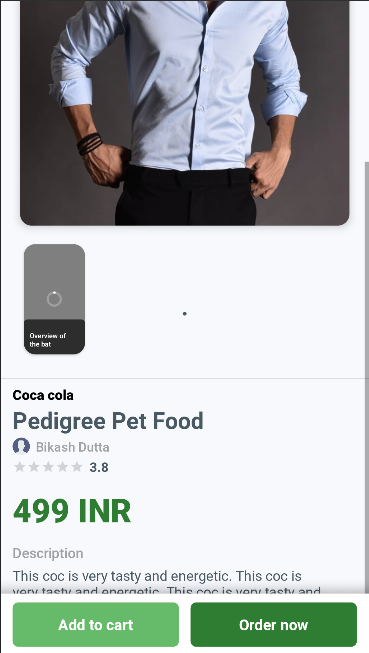 Overview of
the bat
Coca cola
Pedigree Pet Food
Bikash Dutta
3.8
499 INR
Description
This coc is very tasty and energetic. This coc is
very tasty and energetic. This coc is very tasty and
Add to cart
Order now